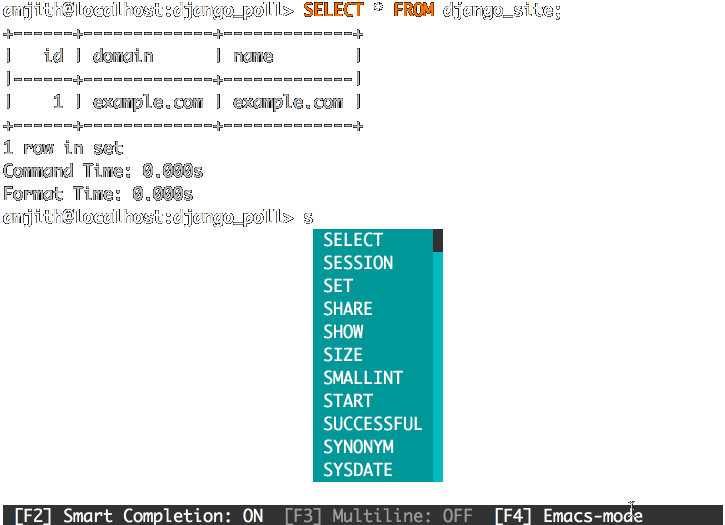 amjith@localhost:django_poll> SELECT * FROM django_site;
+------+-------------+-------------+
|   id | domain      | name        |
|------+-------------+-------------|
|    1 | example.com | example.com |
+------+-------------+-------------+
1 row in set
Command Time: 0.000s
Format Time: 0.000s
amjith@localhost:django_poll> s
SELECT
SESSION
SET
SHARE
SHOW
SIZE
SMALLINT
START
SUCCESSFUL
SYNONYM
SYSDATE
[F2] Smart Completion: ON [F3] Multiline: OFF [F4] Emacs-mode